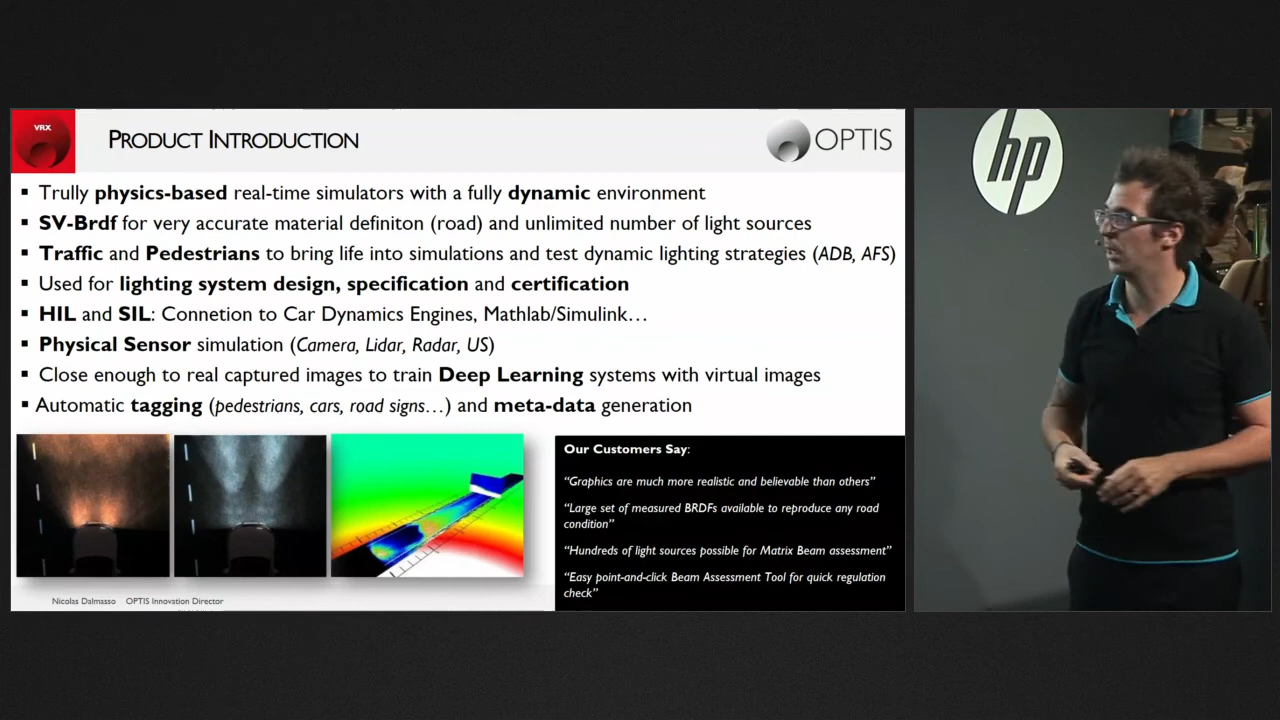 VRX
PRODUCT INTRODUCTION
OPTIS
hp
▪ Trully physics-based real-time simulators with a fully dynamic environment
▪ SV-Brdf for very accurate material definiton (road) and unlimited number of light sources
▪ Traffic and Pedestrians to bring life into simulations and test dynamic lighting strategies (ADB, AFS)
▪ Used for lighting system design, specification and certification
▪ HIL and SIL: Connetion to Car Dynamics Engines, Mathlab/Simulink…
▪ Physical Sensor simulation (Camera, Lidar, Radar, US)
▪ Close enough to real captured images to train Deep Learning systems with virtual images
▪ Automatic tagging (pedestrians, cars, road signs…) and meta-data generation
Our Customers Say:
“Graphics are much more realistic and believable than others”
“Large set of measured BRDFs available to reproduce any road
condition”
“Hundreds of light sources possible for Matrix Beam assessment”
“Easy point-and-click Beam Assessment Tool for quick regulation
check”
Nicolas Dalmasso OPTIS Innovation Director